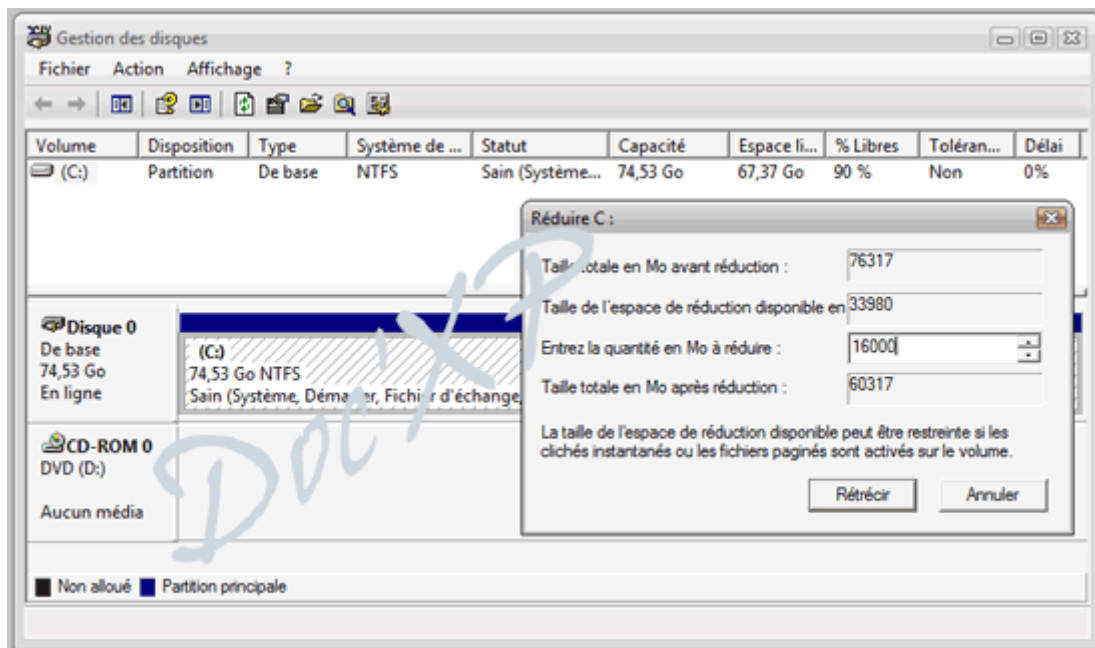 Gestion des disques
Fichier Action Affichage ?
Volume Disposition Type Système de ... Statut Capacité Espace li... % Libres Toléran... Délai
(C:) Partition De base NTFS Sain (Système... 74,53 Go 67,37 Go 90 % Non 0%
Réduire C :
Taille totale en Mo avant réduction : 76317
Taille de l'espace de réduction disponible en 33980
Entrez la quantité en Mo à réduire : 16000
Taille totale en Mo après réduction : 60317
La taille de l'espace de réduction disponible peut être restreinte si les
clichés instantanés ou les fichiers paginés sont activés sur le volume.
Rétrécir Annuler
Disque 0
De base
74,53 Go
En ligne
(C:)
74,53 Go NTFS
Sain (Système, Démarrer, Fichier d'échange,
CD-ROM 0
DVD (D:)
Aucun média
Non alloué Partition principale
Doc'XP